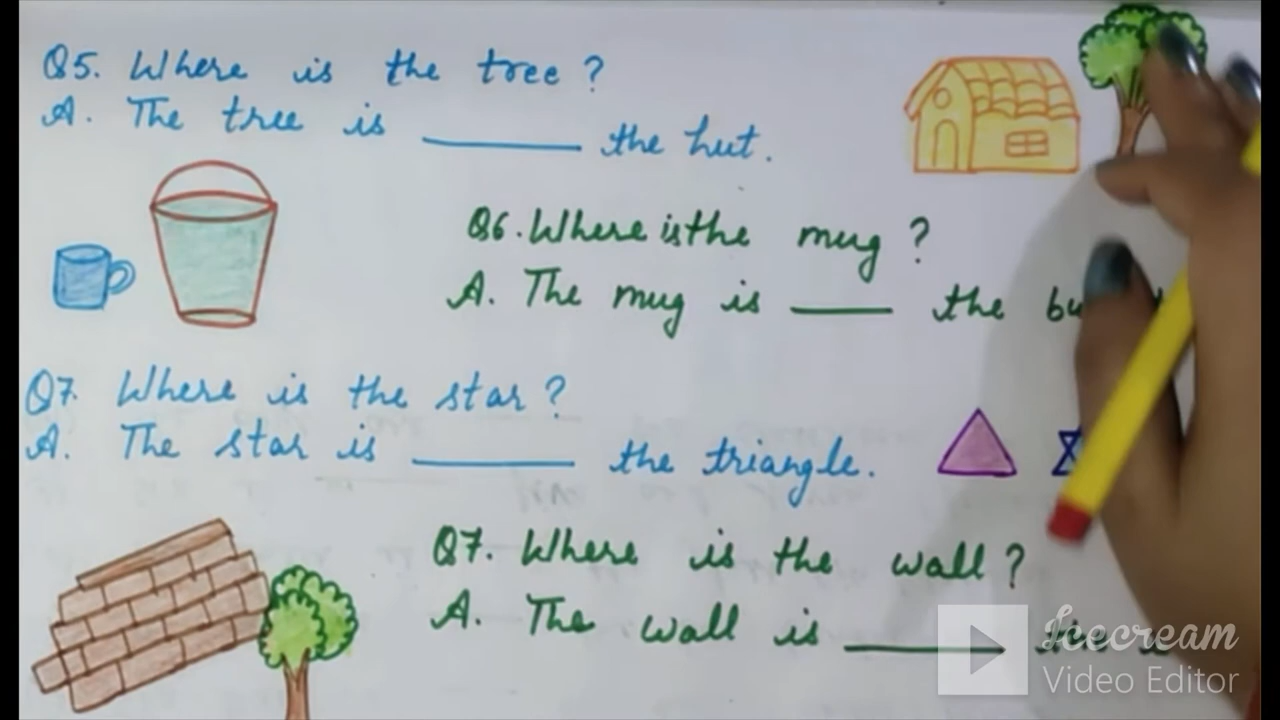 Q5. Where is the tree?
A. The tree is ______ the hut.
Q6. Where is the mug?
A. The mug is ____ the
Q7. Where is the star?
A. The star is ______ the triangle.
Q7. Where is the wall?
A. The wall is ______ the
Icecream
Video Editor